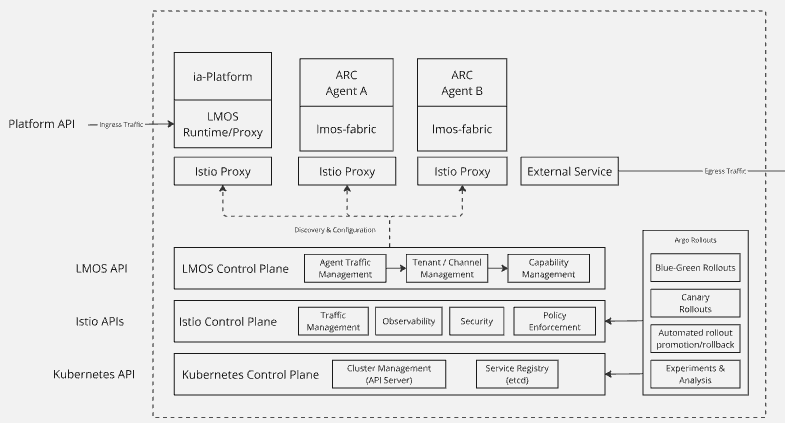 ia-Platform
LMOS
Runtime/Proxy
ARC
Agent A
lmos-fabric
ARC
Agent B
lmos-fabric
Platform API
Ingress Traffic
Istio Proxy
Istio Proxy
Istio Proxy
External Service
Egress Traffic
Discovery & Configuration
LMOS API
LMOS Control Plane
Agent Traffic
Management
Tenant / Channel
Management
Capability
Management
Istio APIs
Istio Control Plane
Traffic
Management
Observability
Security
Policy
Enforcement
Kubernetes API
Kubernetes Control Plane
Cluster Management
(API Server)
Service Registry
(etcd)
Argo Rollouts
Blue-Green Rollouts
Canary
Rollouts
Automated rollout
promotion/rollback
Experiments &
Analysis